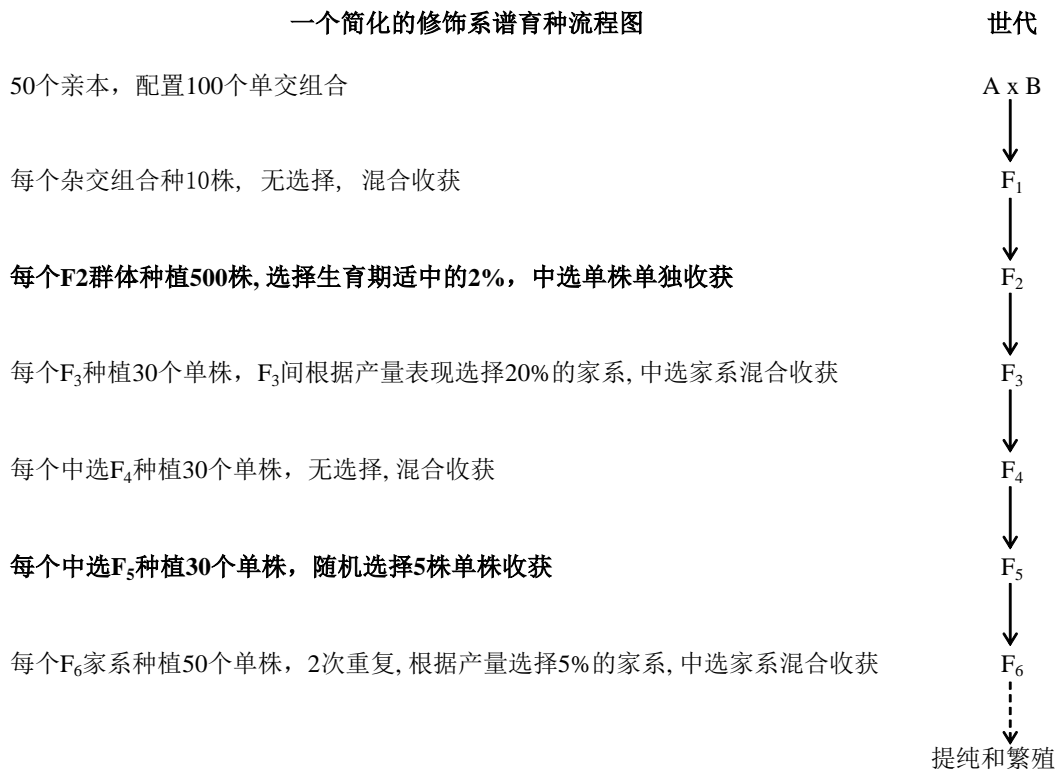 一个简化的修饰系谱育种流程图 世代
50个亲本，配置100个单交组合 A x B
每个杂交组合种10株, 无选择, 混合收获 F1
每个F2群体种植500株, 选择生育期适中的2%，中选单株单独收获 F2
每个F3种植30个单株，F3间根据产量表现选择20%的家系, 中选家系混合收获 F3
每个中选F4种植30个单株，无选择, 混合收获 F4
每个中选F5种植30个单株，随机选择5株单株收获 F5
每个F6家系种植50个单株，2次重复, 根据产量选择5%的家系, 中选家系混合收获 F6
提纯和繁殖